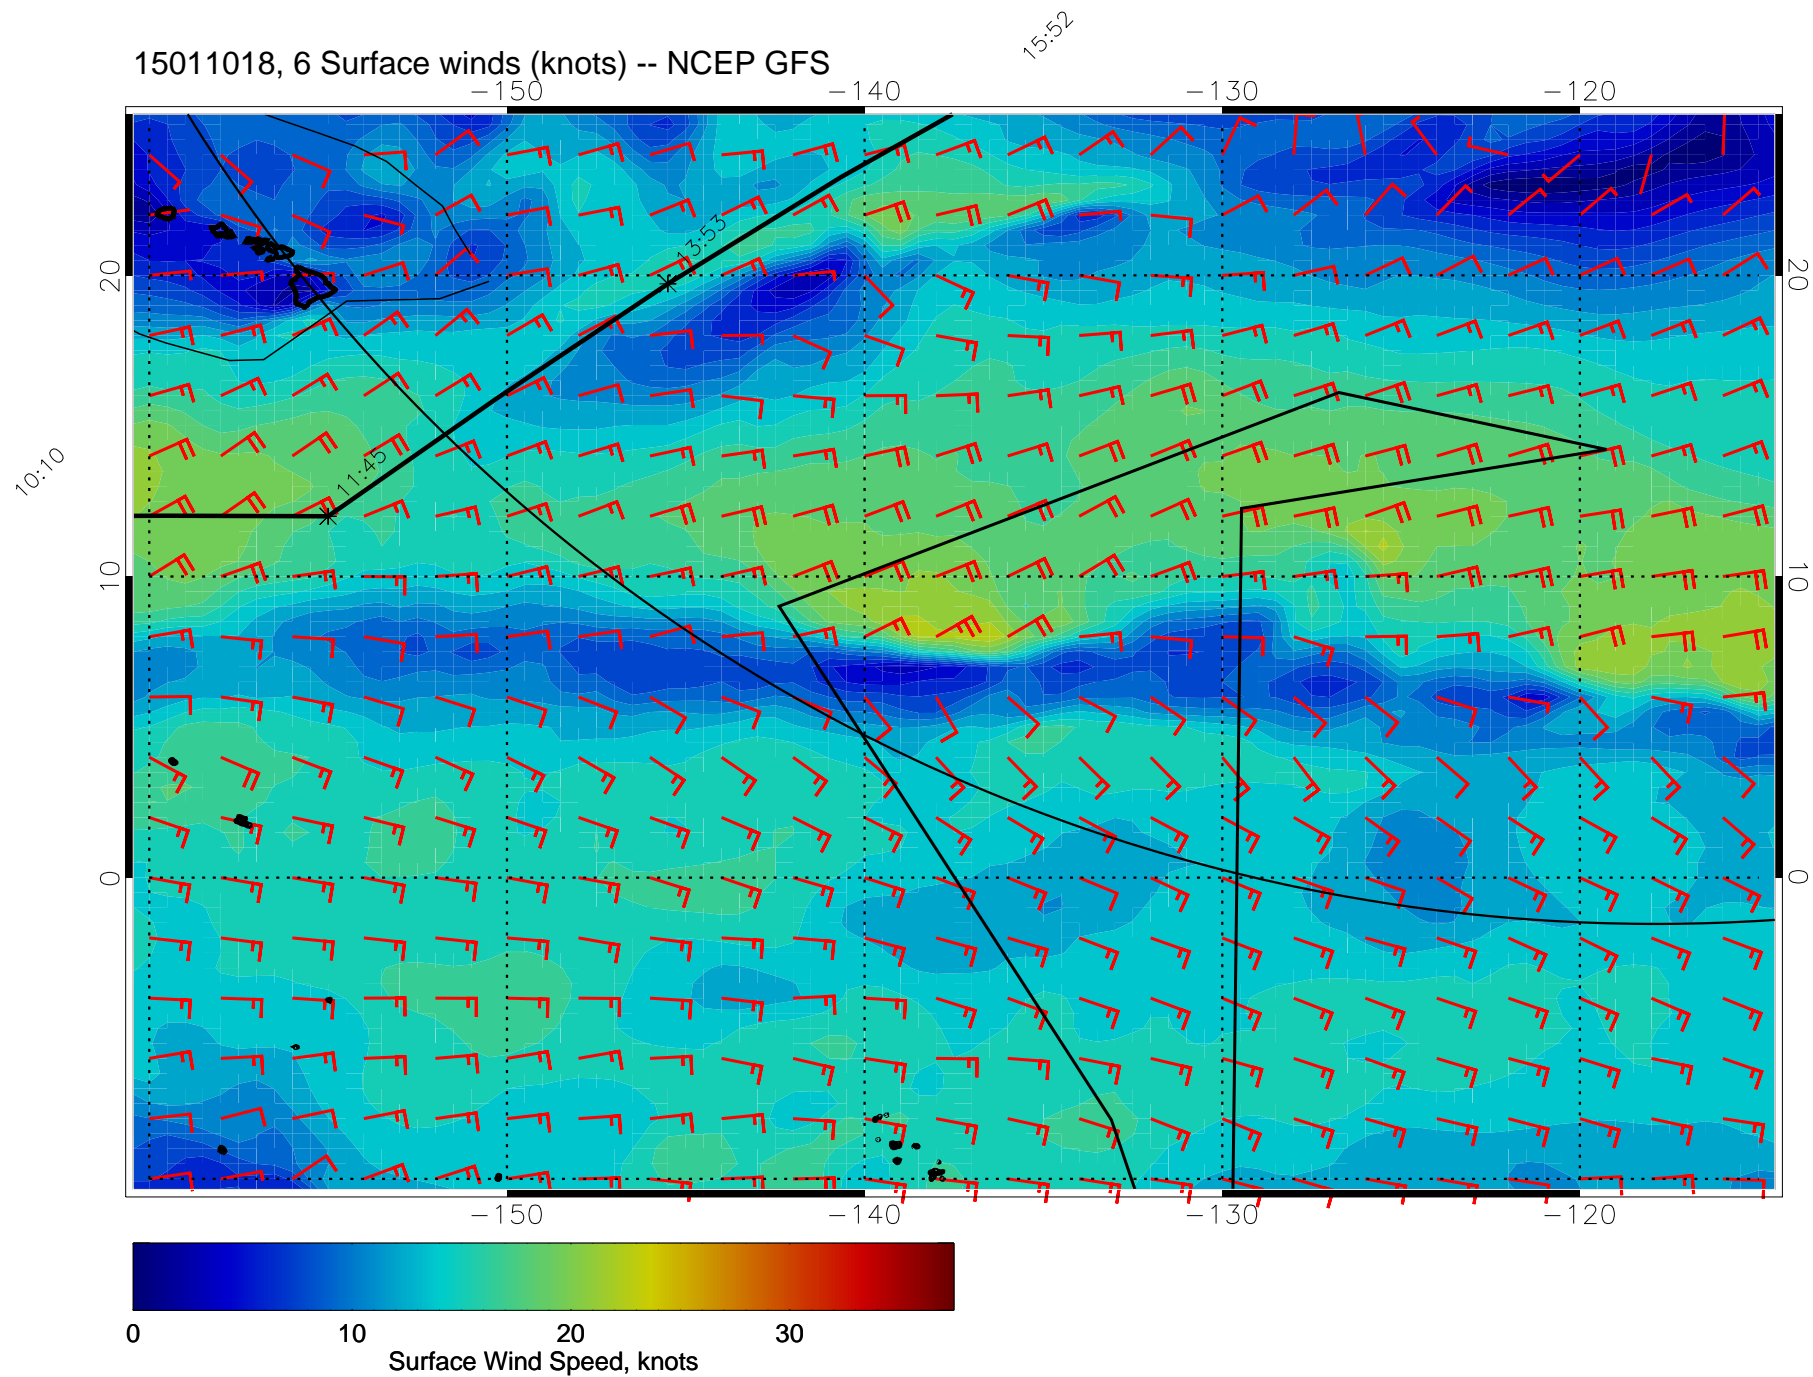 15:52
15011018, 6 Surface winds (knots) -- NCEP GFS
-150 -140 -130 -120
13:53
20 20
10:10
11:45
10 10
0 0
-150 -140 -130 -120
0 10 20 30
Surface Wind Speed, knots